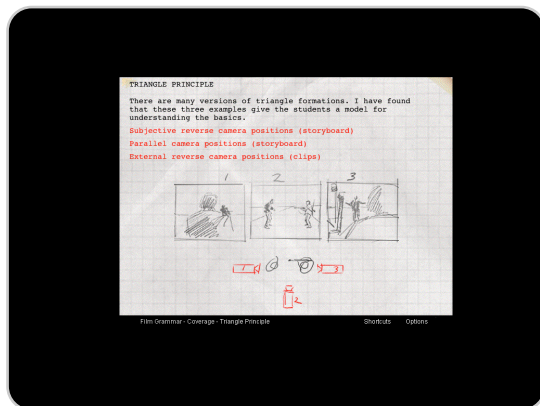 TRIANGLE PRINCIPLE
There are many versions of triangle formations. I have found
that these three examples give the students a model for
understanding the basics.
Subjective reverse camera positions (storyboard)
Parallel camera positions (storyboard)
External reverse camera positions (clips)
1 2 3
1 3
2
Film Grammar - Coverage - Triangle Principle Shortcuts Options